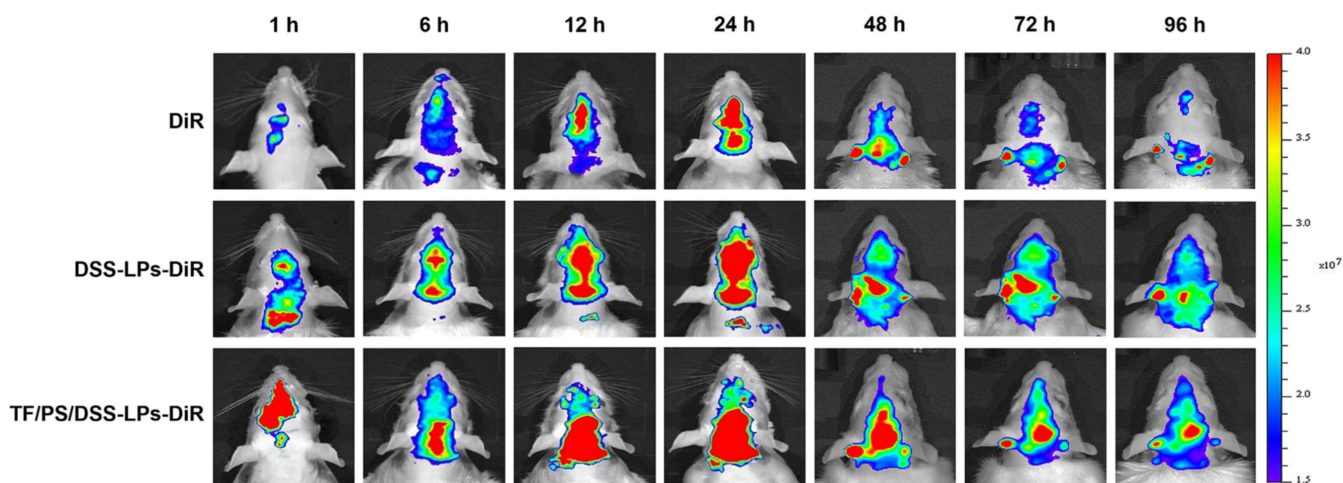 1 h 6 h 12 h 24 h 48 h 72 h 96 h
DiR
DSS-LPs-DiR
TF/PS/DSS-LPs-DiR
4.0
3.5
3.0
x10⁷
2.5
2.0
1.5